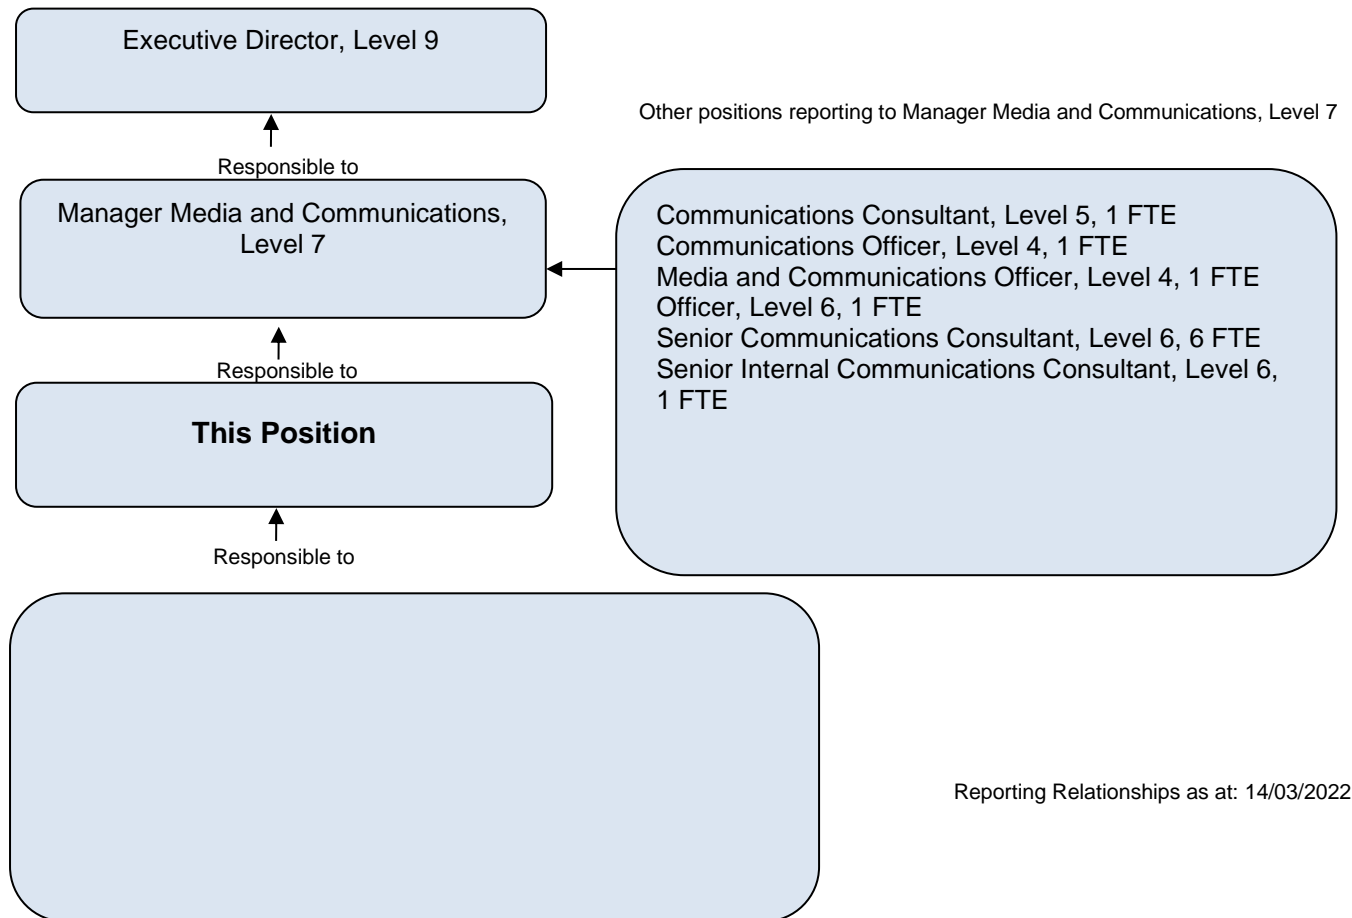 Executive Director, Level 9
Other positions reporting to Manager Media and Communications, Level 7
Responsible to
Manager Media and Communications,
Level 7
Communications Consultant, Level 5, 1 FTE
Communications Officer, Level 4, 1 FTE
Media and Communications Officer, Level 4, 1 FTE
Officer, Level 6, 1 FTE
Senior Communications Consultant, Level 6, 6 FTE
Senior Internal Communications Consultant, Level 6,
1 FTE
Responsible to
This Position
Responsible to
Reporting Relationships as at: 14/03/2022